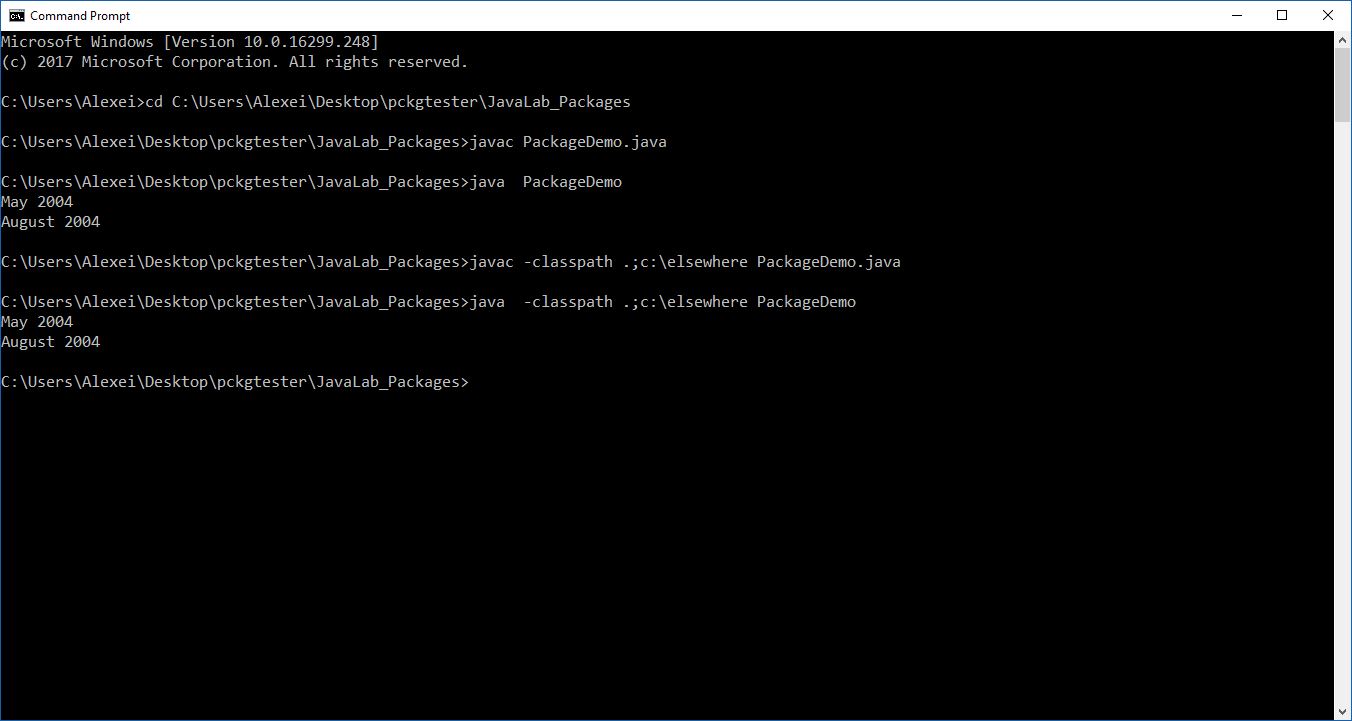 Command Prompt
Microsoft Windows [Version 10.0.16299.248]
(c) 2017 Microsoft Corporation. All rights reserved.
C:\Users\Alexei>cd C:\Users\Alexei\Desktop\pckgtester\JavaLab_Packages
C:\Users\Alexei\Desktop\pckgtester\JavaLab_Packages>javac PackageDemo.java
C:\Users\Alexei\Desktop\pckgtester\JavaLab_Packages>java  PackageDemo
May 2004
August 2004
C:\Users\Alexei\Desktop\pckgtester\JavaLab_Packages>javac -classpath .;c:\elsewhere PackageDemo.java
C:\Users\Alexei\Desktop\pckgtester\JavaLab_Packages>java  -classpath .;c:\elsewhere PackageDemo
May 2004
August 2004
C:\Users\Alexei\Desktop\pckgtester\JavaLab_Packages>